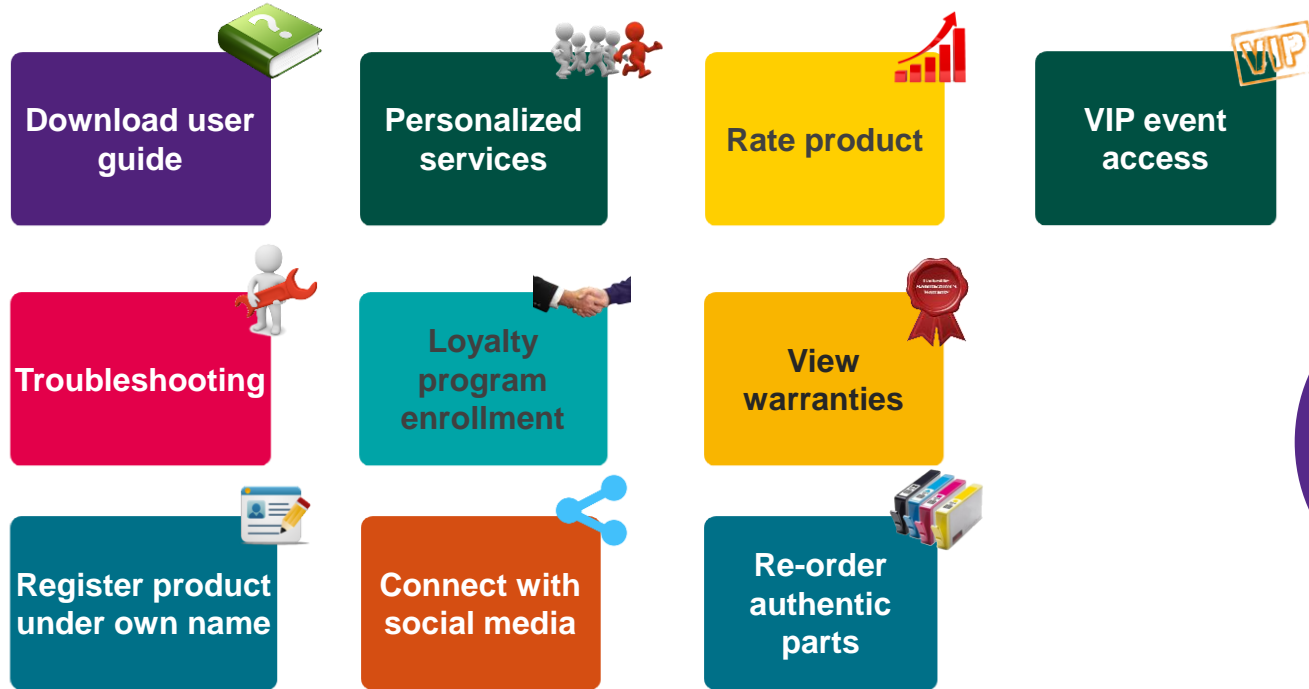 Download user
guide
Personalized
services
Rate product
VIP
VIP event
access
Troubleshooting
Loyalty
program
enrollment
View
warranties
Register product
under own name
Connect with
social media
Re-order
authentic
parts